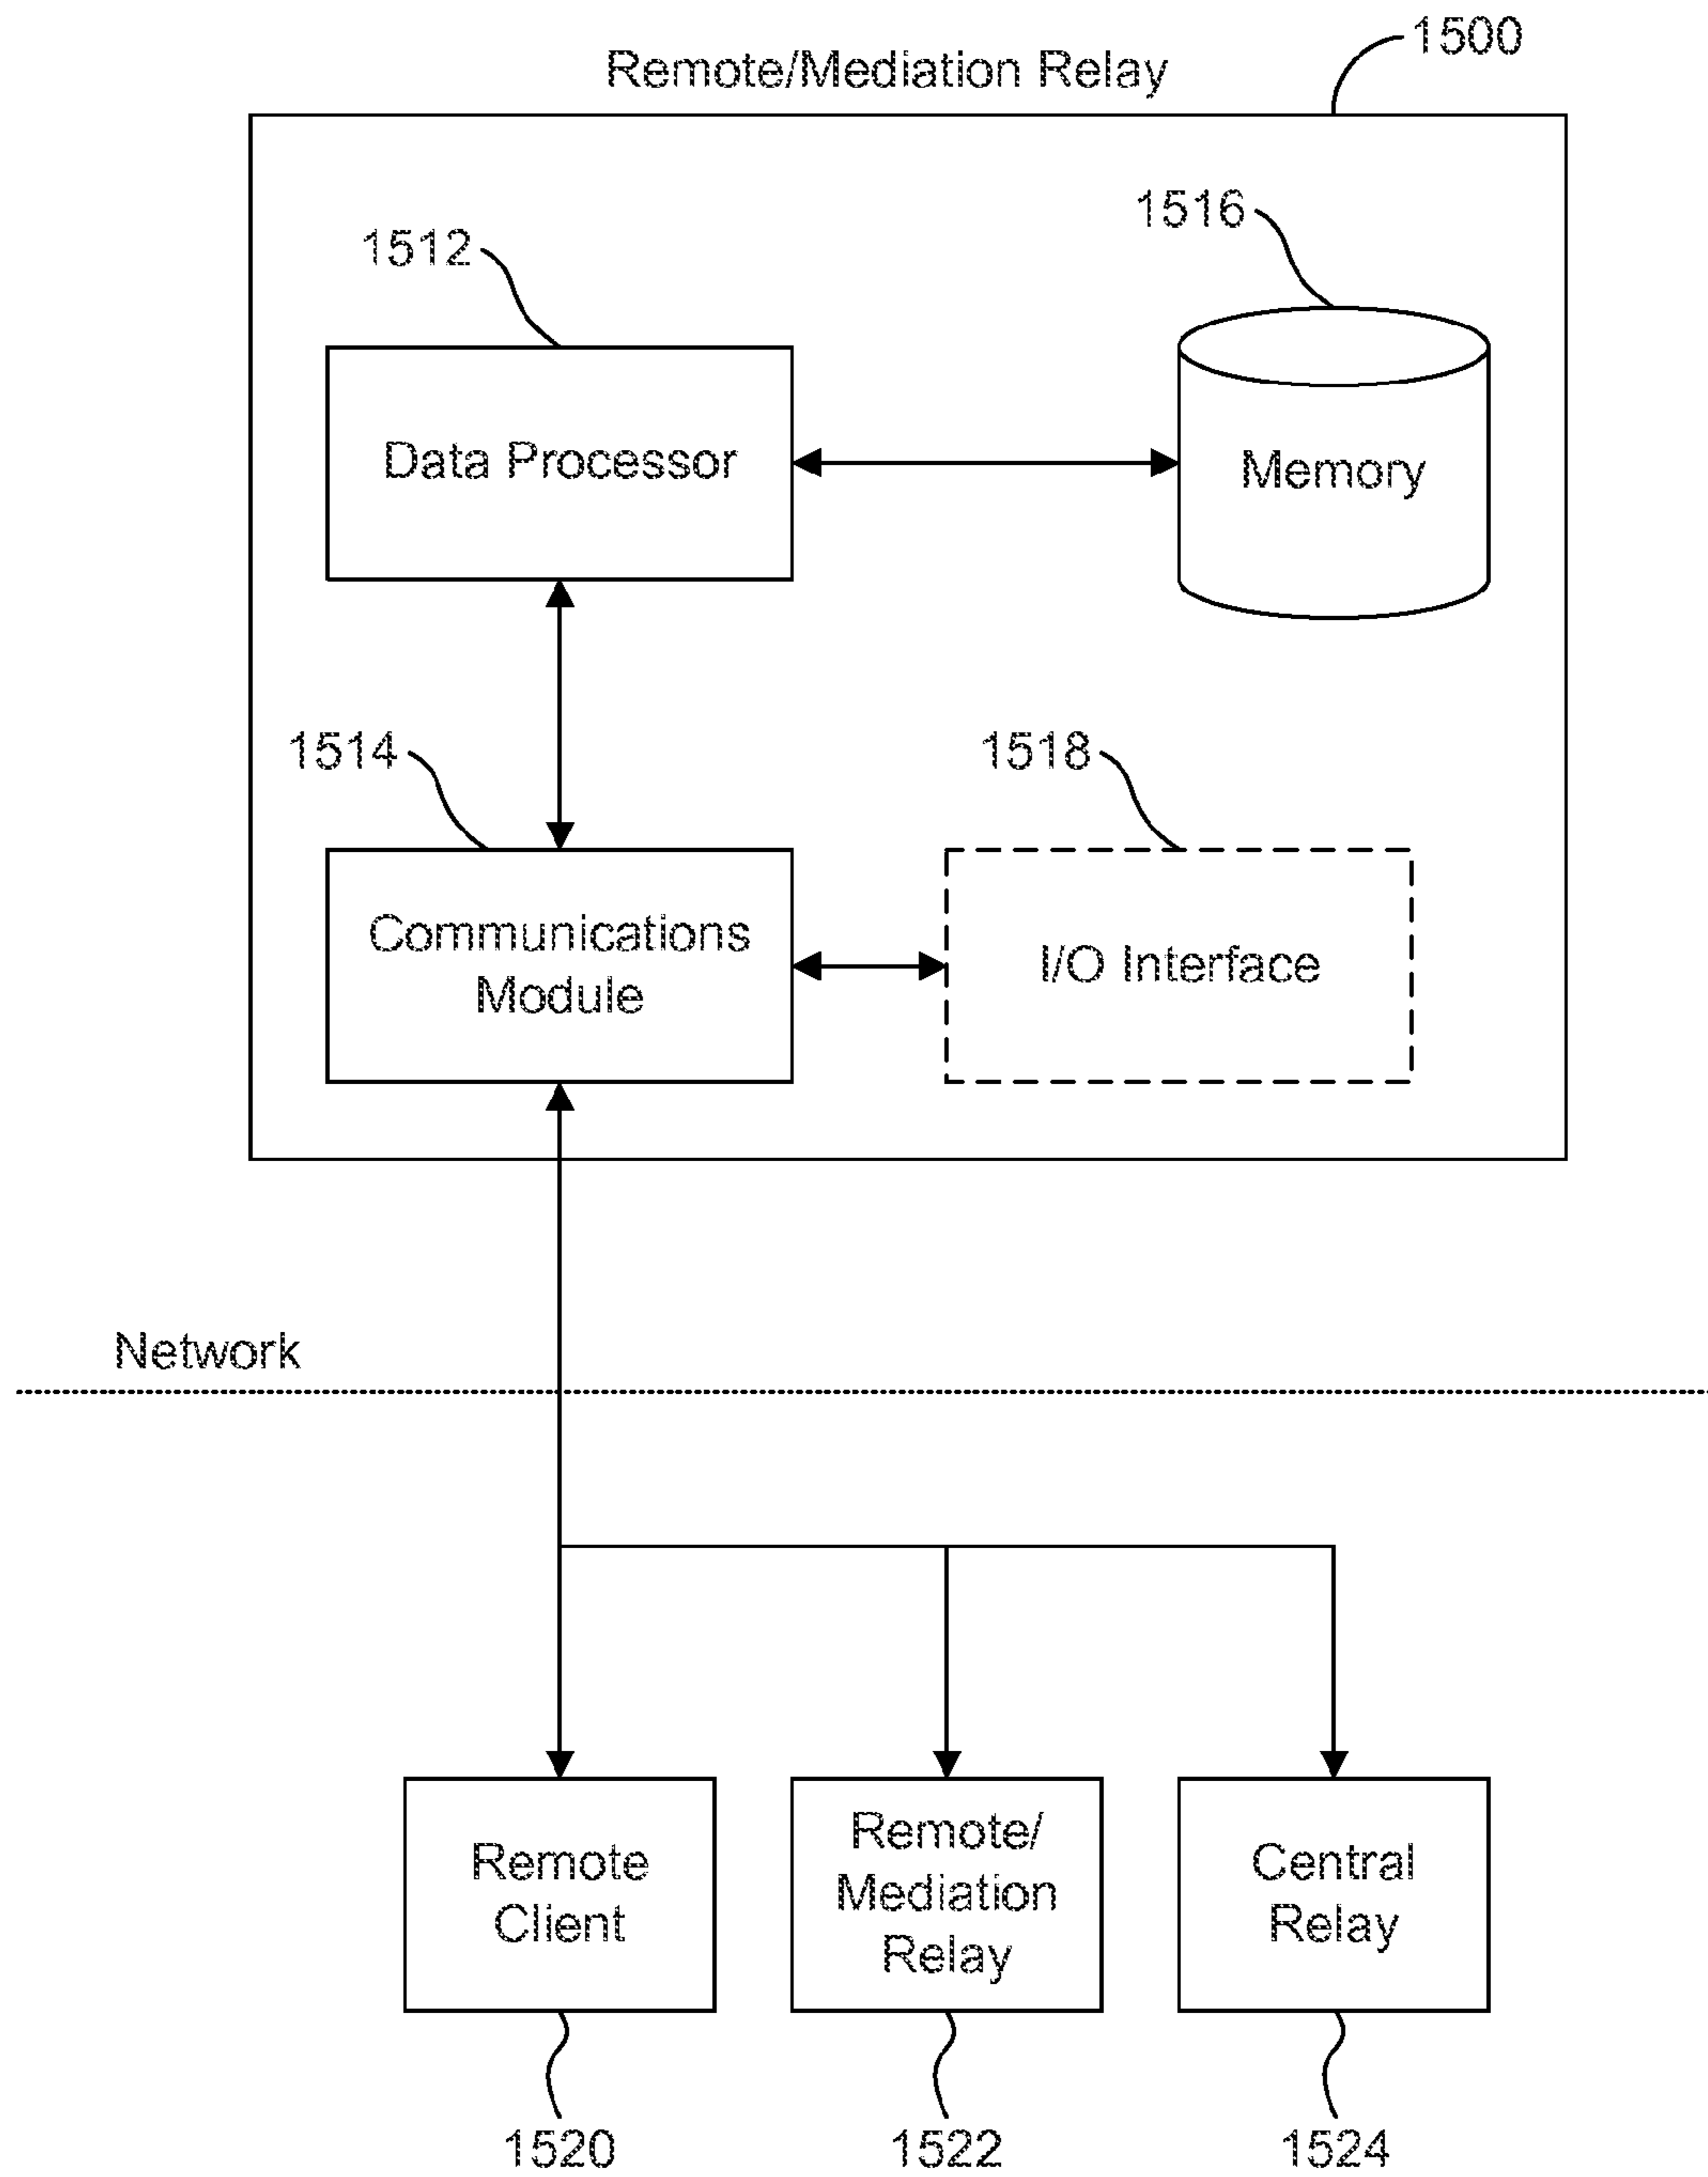 1500
Remote/Mediation Relay
1516
1512
Data Processor
Memory
1514
1518
Communications
Module
I/O Interface
Network
Remote
Client
Remote/
Mediation
Relay
Central
Relay
1520
1522
1524